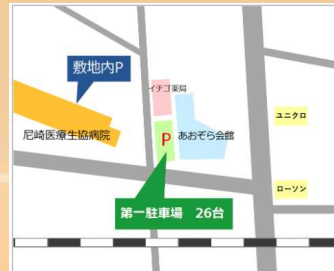 敷地内P
イチゴ薬局
尼崎医療生協病院
P
あおぞら会館
ユニクロ
ローソン
第一駐車場 26台